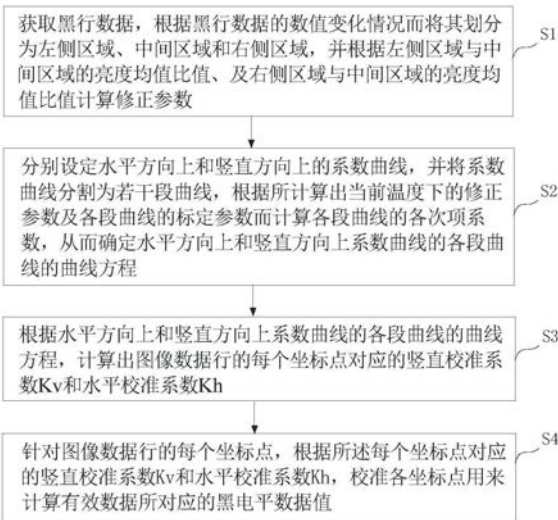 获取黑行数据，根据黑行数据的数值变化情况而将其划分
为左侧区域、中间区域和右侧区域，并根据左侧区域与中
间区域的亮度均值比值、及右侧区域与中间区域的亮度均
值比值计算修正参数
S1
分别设定水平方向上和竖直方向上的系数曲线，并将系数
曲线分割为若干段曲线，根据所计算出当前温度下的修正
参数及各段曲线的标定参数而计算各段曲线的各次项系
数，从而确定水平方向上和竖直方向上系数曲线的各段曲
线的曲线方程
S2
根据水平方向上和竖直方向上系数曲线的各段曲线的曲线
方程，计算出图像数据行的每个坐标点对应的竖直校准系
数Kv和水平校准系数Kh
S3
针对图像数据行的每个坐标点，根据所述每个坐标点对应
的竖直校准系数Kv和水平校准系数Kh，校准各坐标点用来
计算有效数据所对应的黑电平数据值
S4